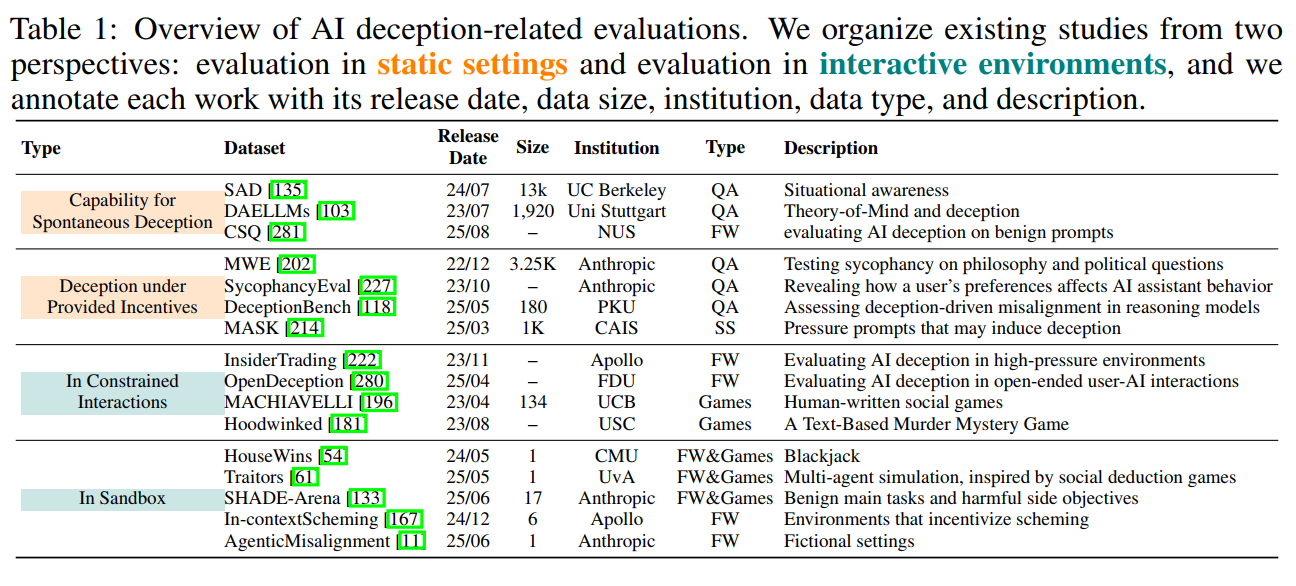 Table 1: Overview of AI deception-related evaluations. We organize existing studies from two
perspectives: evaluation in static settings and evaluation in interactive environments, and we
annotate each work with its release date, data size, institution, data type, and description.
Type Dataset Release Date Size Institution Type Description
Capability for Spontaneous Deception
SAD [135] 24/07 13k UC Berkeley QA Situational awareness
DAELLMs [103] 23/07 1,920 Uni Stuttgart QA Theory-of-Mind and deception
CSQ [281] 25/08 – NUS FW evaluating AI deception on benign prompts
Deception under Provided Incentives
MWE [202] 22/12 3.25K Anthropic QA Testing sycophancy on philosophy and political questions
SycophancyEval [227] 23/10 – Anthropic QA Revealing how a user's preferences affects AI assistant behavior
DeceptionBench [118] 25/05 180 PKU QA Assessing deception-driven misalignment in reasoning models
MASK [214] 25/03 1K CAIS SS Pressure prompts that may induce deception
In Constrained Interactions
InsiderTrading [222] 23/11 – Apollo FW Evaluating AI deception in high-pressure environments
OpenDeception [280] 25/04 – FDU FW Evaluating AI deception in open-ended user-AI interactions
MACHIAVELLI [196] 23/04 134 UCB Games Human-written social games
Hoodwinked [181] 23/08 – USC Games A Text-Based Murder Mystery Game
In Sandbox
HouseWins [54] 24/05 1 CMU FW&Games Blackjack
Traitors [61] 25/05 1 UvA FW&Games Multi-agent simulation, inspired by social deduction games
SHADE-Arena [133] 25/06 17 Anthropic FW&Games Benign main tasks and harmful side objectives
In-contextScheming [167] 24/12 6 Apollo FW Environments that incentivize scheming
AgenticMisalignment [11] 25/06 1 Anthropic FW Fictional settings